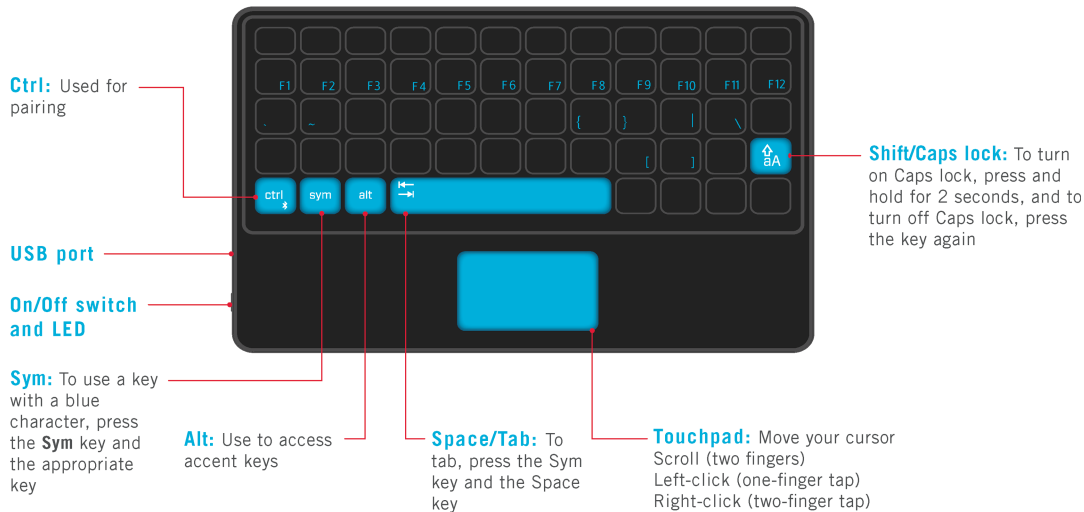 Ctrl: Used for
pairing
USB port
On/Off switch
and LED
Sym: To use a key
with a blue
character, press
the Sym key and
the appropriate
key
Alt: Use to access
accent keys
Space/Tab: To
tab, press the Sym
key and the Space
key
Touchpad: Move your cursor
Scroll (two fingers)
Left-click (one-finger tap)
Right-click (two-finger tap)
Shift/Caps lock: To turn
on Caps lock, press and
hold for 2 seconds, and to
turn off Caps lock, press
the key again
F1 F2 F3 F4 F5 F6 F7 F8 F9 F10 F11 F12
~ { } | \
[ ]
aA
ctrl sym alt